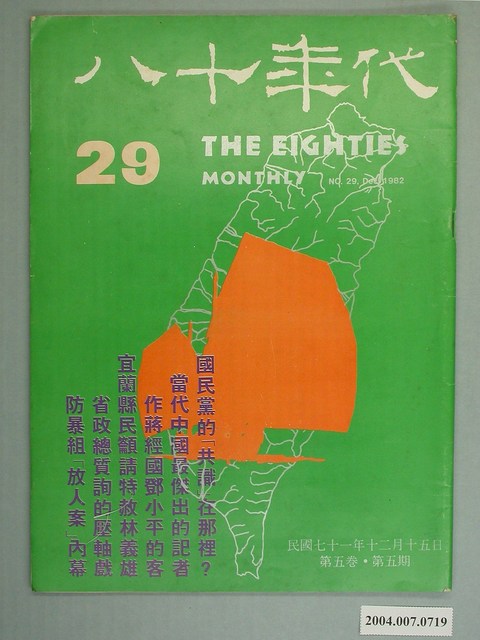 八十年代
29
THE EIGHTIES
MONTHLY
NO. 29, Dec. 1982
國民黨的「共識」在那裡？
當代中國最傑出的記者
作蔣經國鄧小平的客
宜蘭縣民籲請特赦林義雄
省政總質詢的壓軸戲
防暴組「放人案」內幕
民國七十一年十二月十五日
第五卷・第五期
2004.007.0719